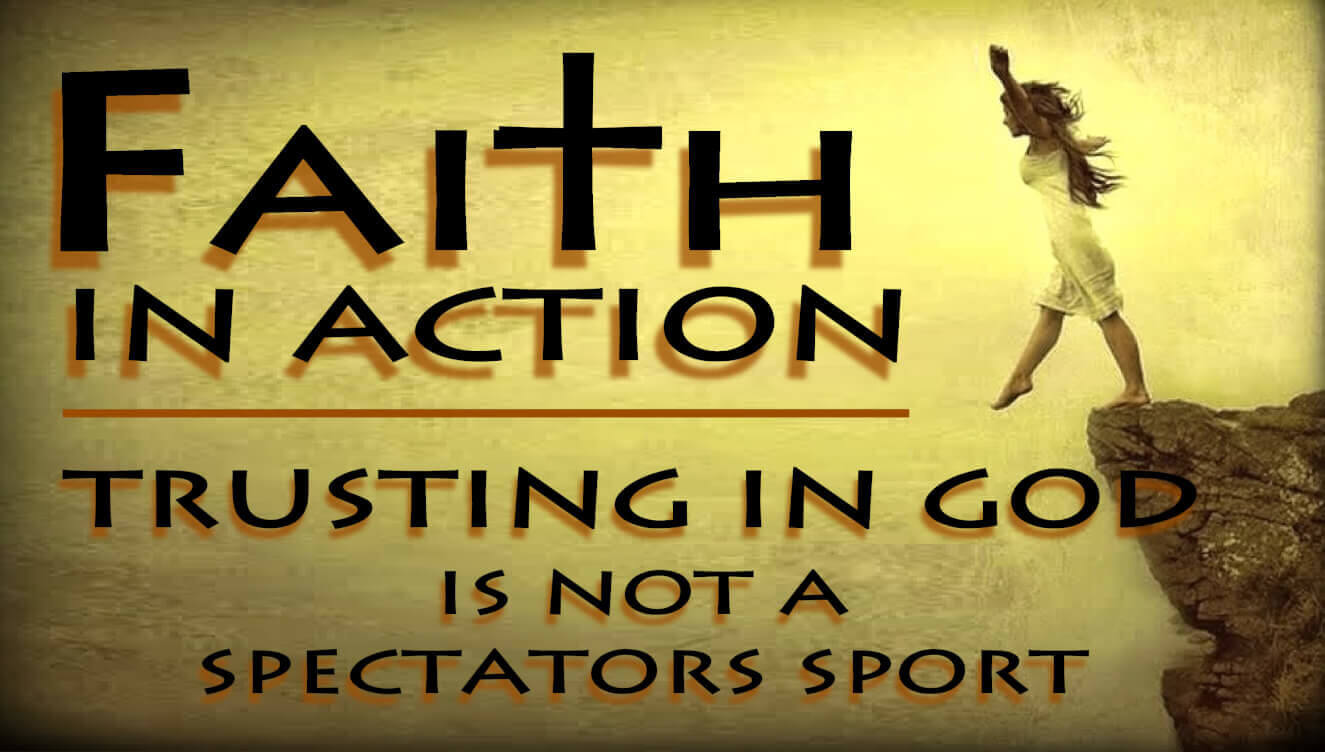 FAITH
IN ACTION
TRUSTING IN GOD
IS NOT A
SPECTATORS SPORT